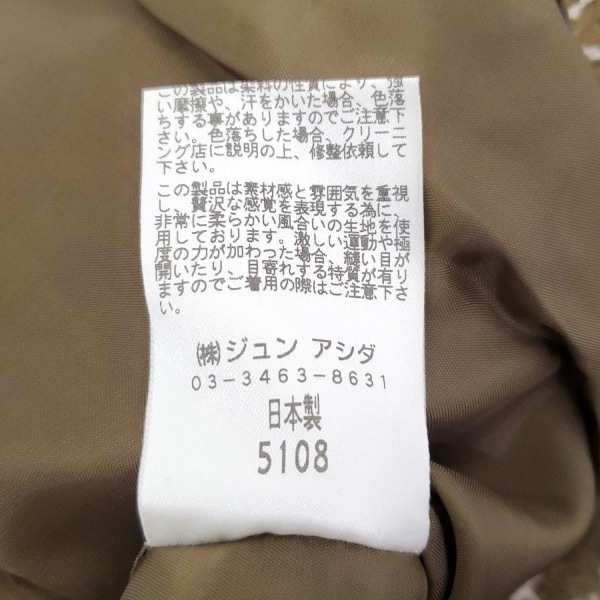 この製品は染料の性質により、強
い摩擦や、汗をかいた場合、色落
ちする事がありますのでご注意下
さい。色落ちした場合、クリーニ
ング店に説明の上、修整依頼して
下さい。
この製品は素材感と雰囲気を重視
し、贅沢な感覚を表現する為に、
非常に柔らかい風合いの生地を使
用しております。激しい運動や極
度の力が加わった場合、縫い目が
開いたり、目寄れする特質が有り
ますのでご着用の際はご注意下さ
い。
㈱ジュン アシダ
03-3463-8631
日本製
5108